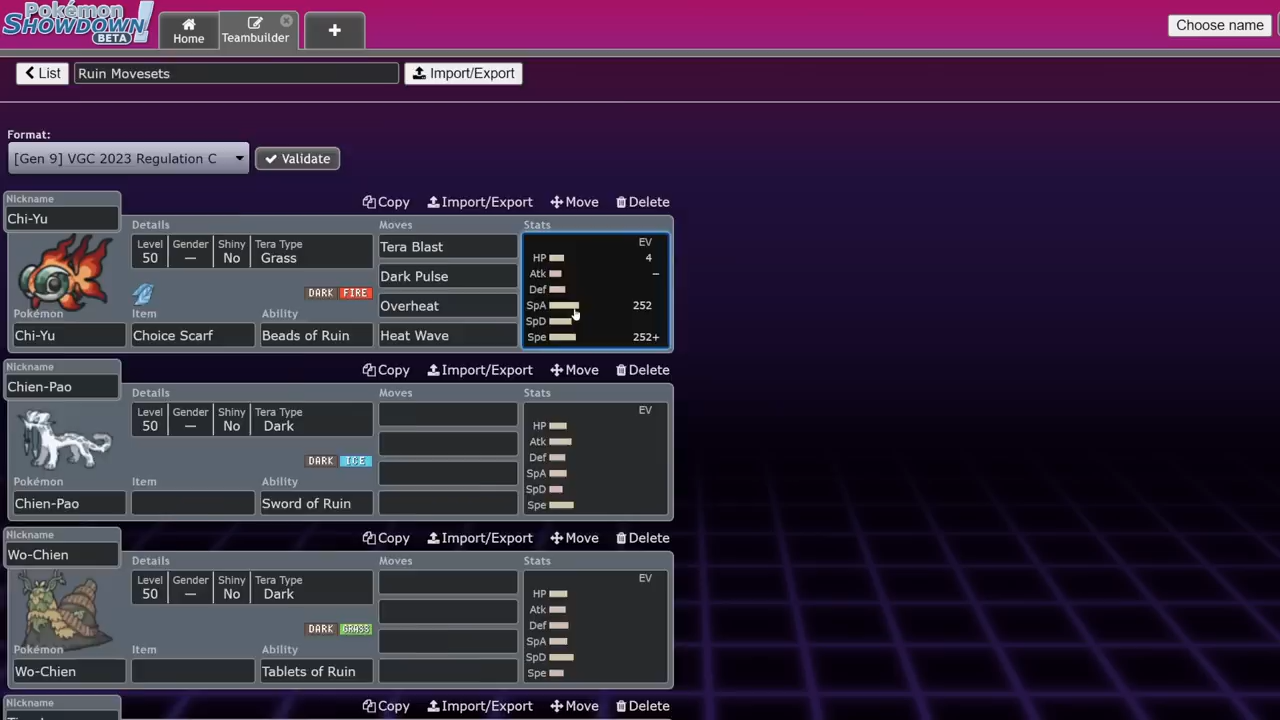 Pokémon
SHOWDOWN!
BETA
Home
Teambuilder
+
Choose name
List
Ruin Movesets
Import/Export
Format:
[Gen 9] VGC 2023 Regulation C
Validate
Copy Import/Export Move Delete
Nickname
Chi-Yu
Details
Level Gender Shiny Tera Type
50 — No Grass
DARK FIRE
Pokémon Item Ability
Chi-Yu Choice Scarf Beads of Ruin
Moves
Tera Blast
Dark Pulse
Overheat
Heat Wave
Stats
EV
HP 4
Atk –
Def
SpA 252
SpD
Spe 252+
Copy Import/Export Move Delete
Nickname
Chien-Pao
Details
Level Gender Shiny Tera Type
50 — No Dark
DARK ICE
Pokémon Item Ability
Chien-Pao Sword of Ruin
Moves
Stats
EV
HP
Atk
Def
SpA
SpD
Spe
Copy Import/Export Move Delete
Nickname
Wo-Chien
Details
Level Gender Shiny Tera Type
50 — No Dark
DARK GRASS
Pokémon Item Ability
Wo-Chien Tablets of Ruin
Moves
Stats
EV
HP
Atk
Def
SpA
SpD
Spe
Copy Import/Export Move Delete
Nickname